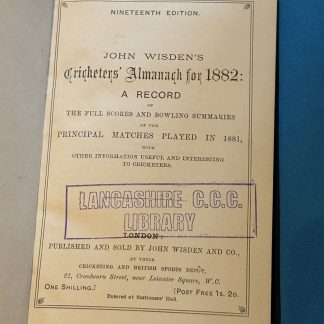 NINETEENTH EDITION.
JOHN WISDEN'S
Cricketers' Almanack for 1882:
A RECORD
OF
THE FULL SCORES AND BOWLING SUMMARIES
OF THE
PRINCIPAL MATCHES PLAYED IN 1881,
WITH
OTHER INFORMATION USEFUL AND INTERESTING
TO CRICKETERS.
LANCASHIRE C.C.C.
LIBRARY
LONDON:
PUBLISHED AND SOLD BY JOHN WISDEN AND CO.,
AT THEIR
CRICKETING AND BRITISH SPORTS DEPÔT,
21, Cranbourn Street, near Leicester Square, W.C.
ONE SHILLING.] [POST FREE 1S. 2D.
Entered at Stationers' Hall.